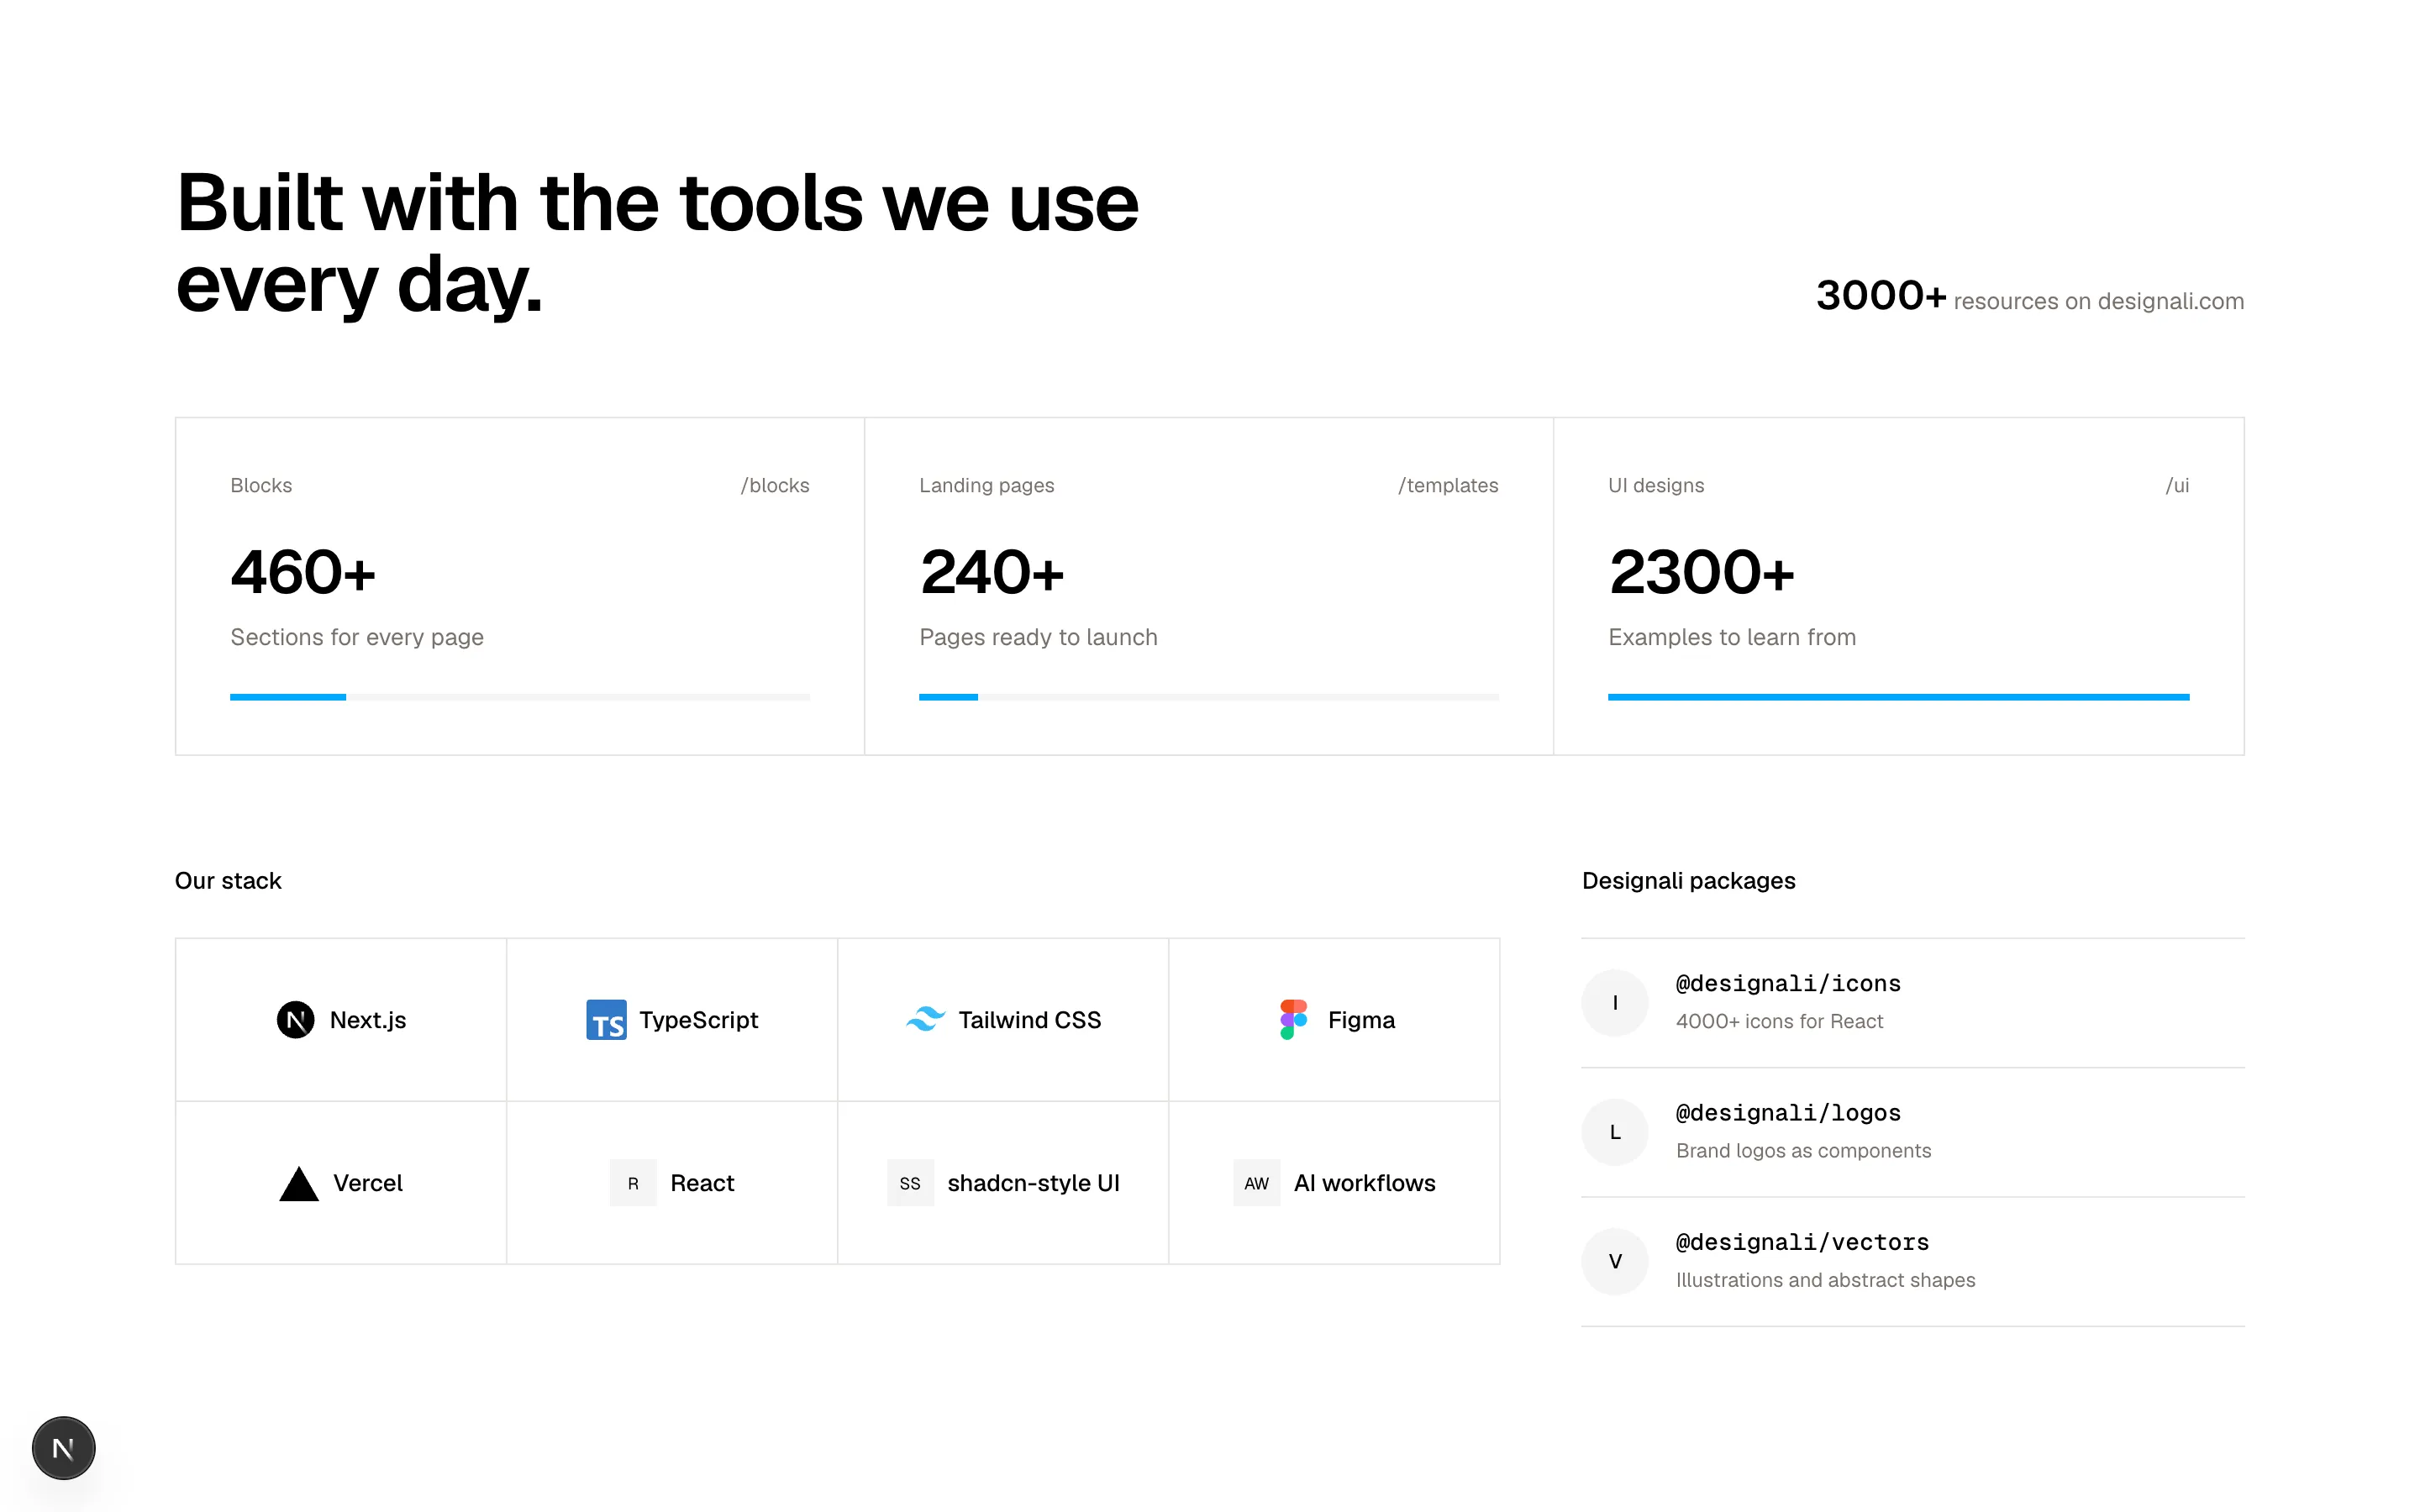 Built with the tools we use
every day.
3000+ resources on designali.com
Blocks
/blocks
460+
Sections for every page
Landing pages
/templates
240+
Pages ready to launch
UI designs
/ui
2300+
Examples to learn from
Our stack
N Next.js
TS TypeScript
Tailwind CSS
Figma
Vercel
R React
SS shadcn-style UI
AW AI workflows
Designali packages
I
@designali/icons
4000+ icons for React
L
@designali/logos
Brand logos as components
V
@designali/vectors
Illustrations and abstract shapes
N